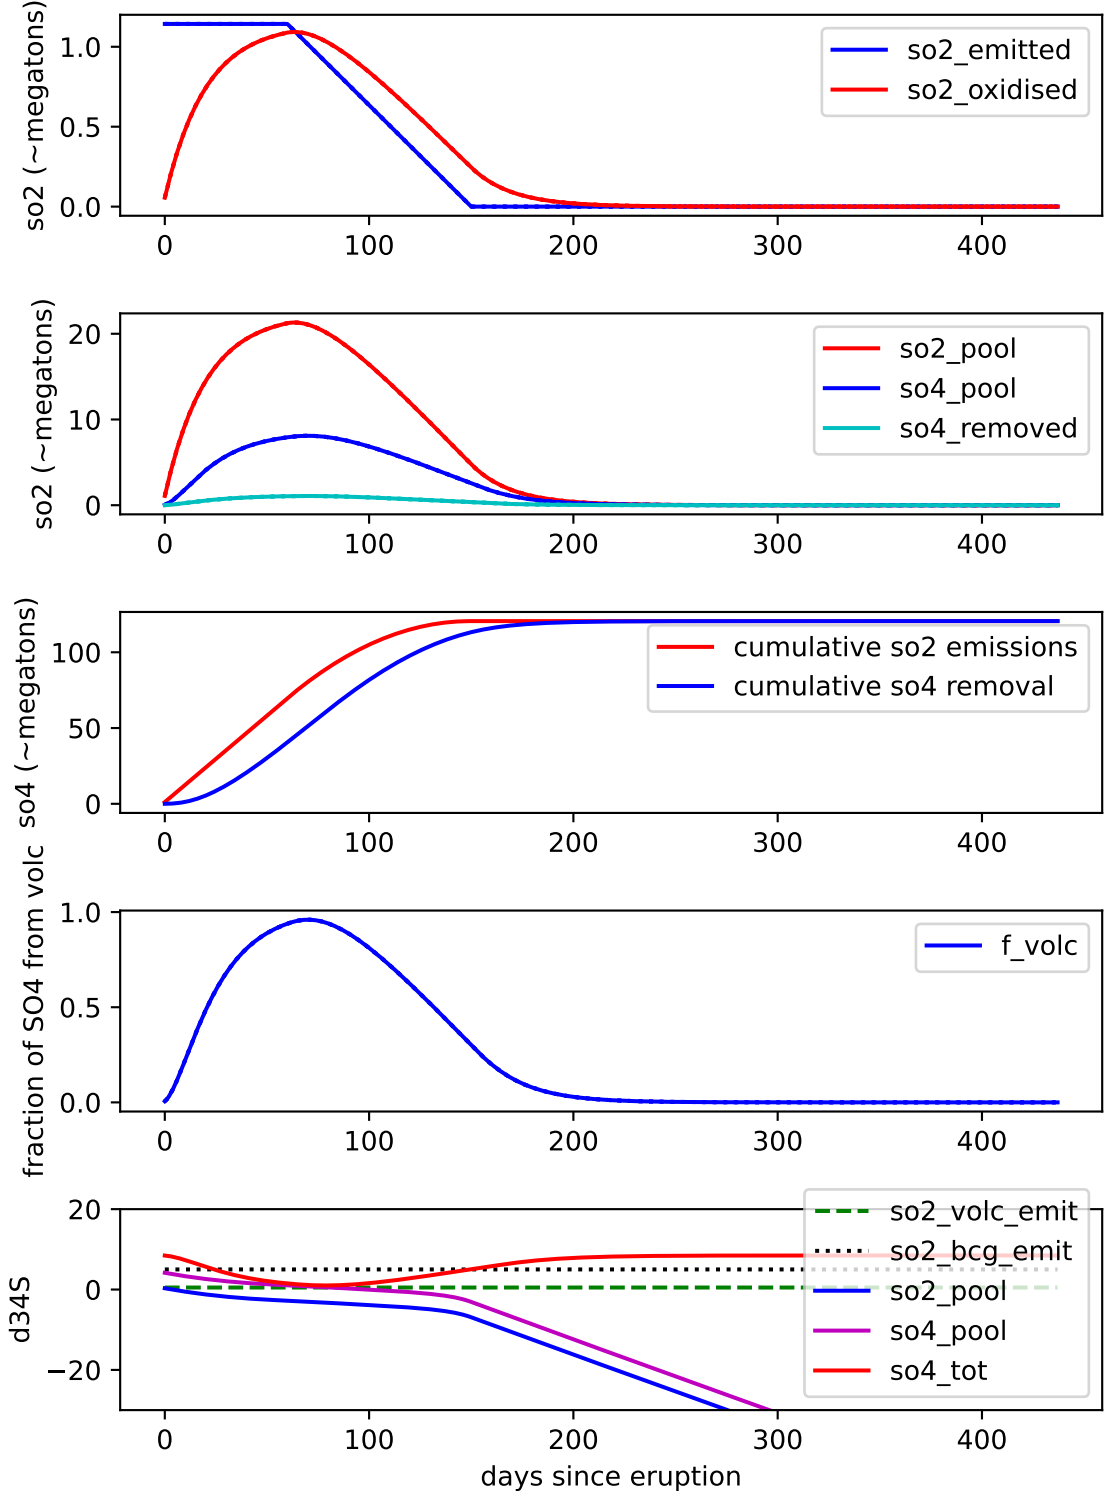 so2 (~megatons)
1.0
0.5
0.0
so2_emitted
so2_oxidised
0 100 200 300 400
so2 (~megatons)
20
10
0
so2_pool
so4_pool
so4_removed
0 100 200 300 400
so4 (~megatons)
100
50
0
cumulative so2 emissions
cumulative so4 removal
0 100 200 300 400
fraction of SO4 from volc
1.0
0.5
0.0
f_volc
0 100 200 300 400
d34S
20
0
−20
so2_volc_emit
so2_bcg_emit
so2_pool
so4_pool
so4_tot
0 100 200 300 400
days since eruption